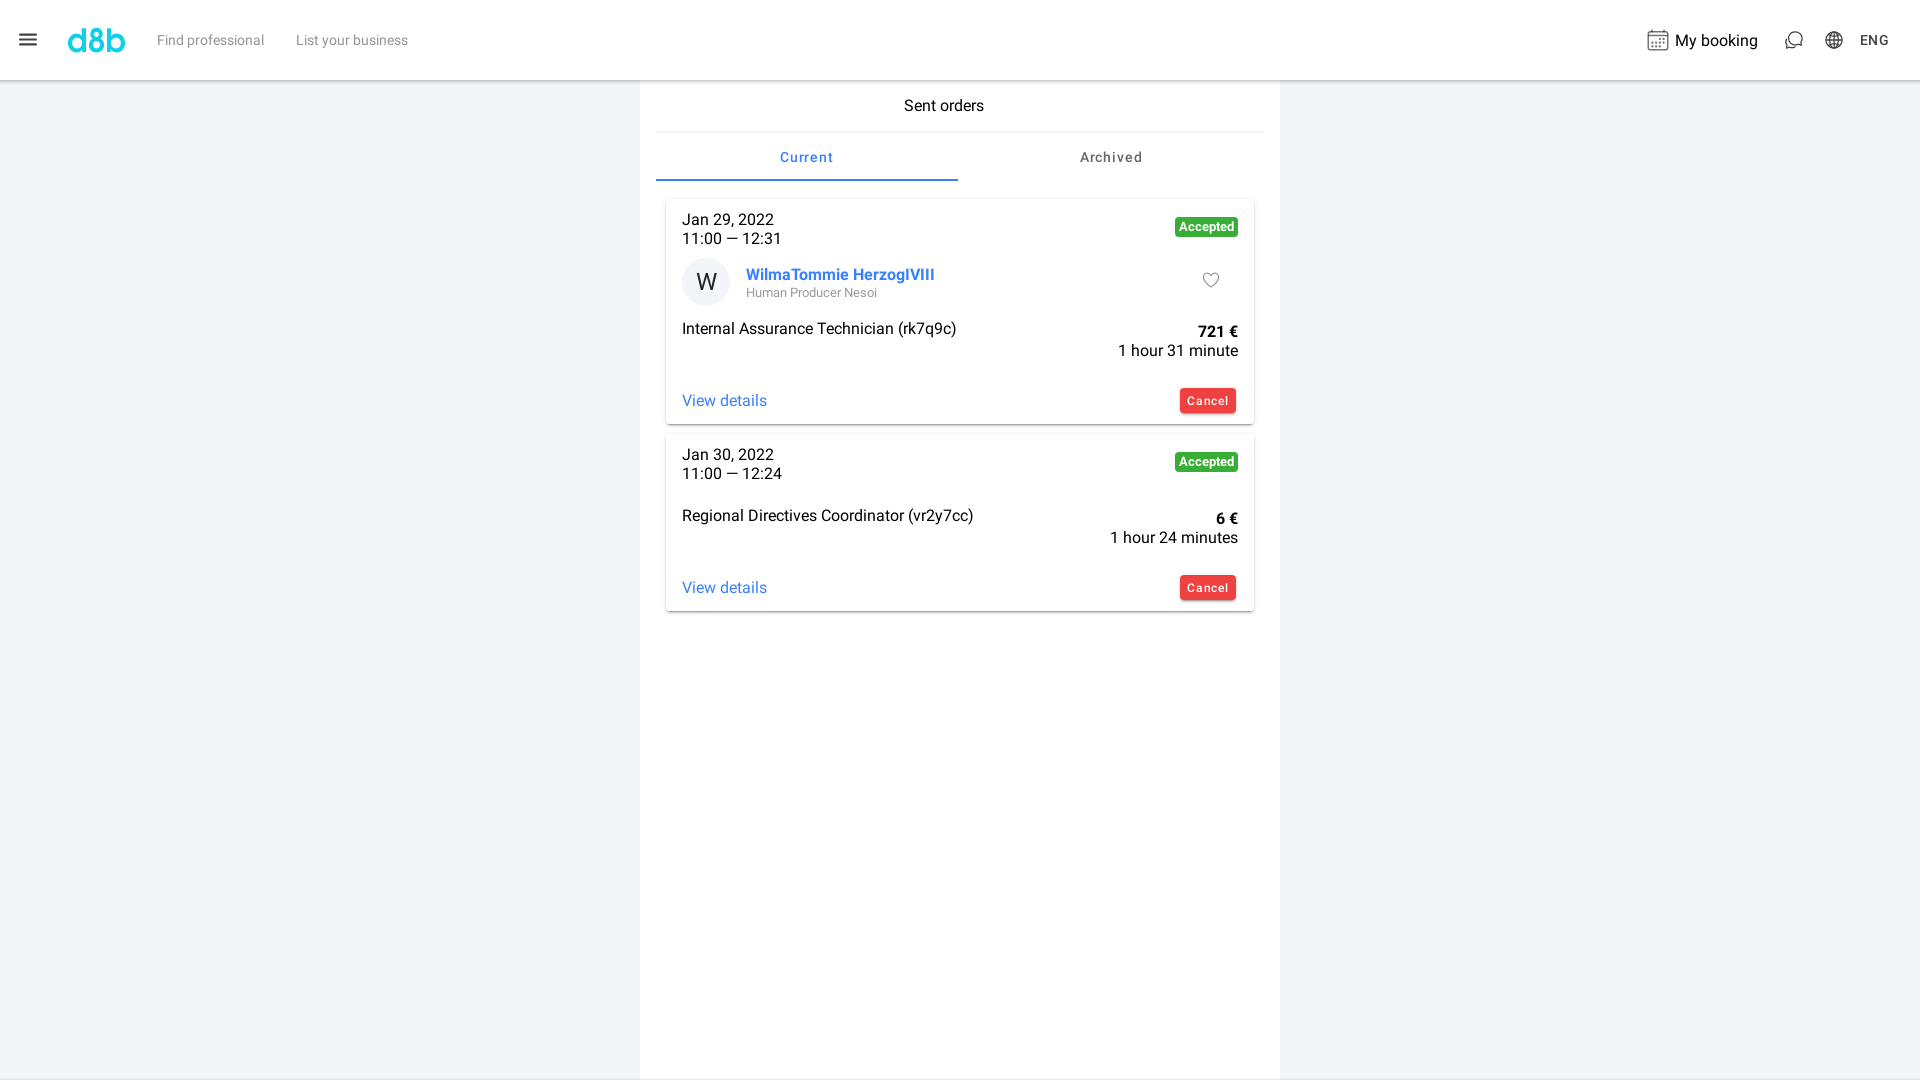 d8b
Find professional
List your business
My booking
ENG
Sent orders
Current
Archived
Jan 29, 2022
11:00 — 12:31
Accepted
W
WilmaTommie HerzogIVIII
Human Producer Nesoi
Internal Assurance Technician (rk7q9c)
721 €
1 hour 31 minute
View details
Cancel
Jan 30, 2022
11:00 — 12:24
Accepted
Regional Directives Coordinator (vr2y7cc)
6 €
1 hour 24 minutes
View details
Cancel